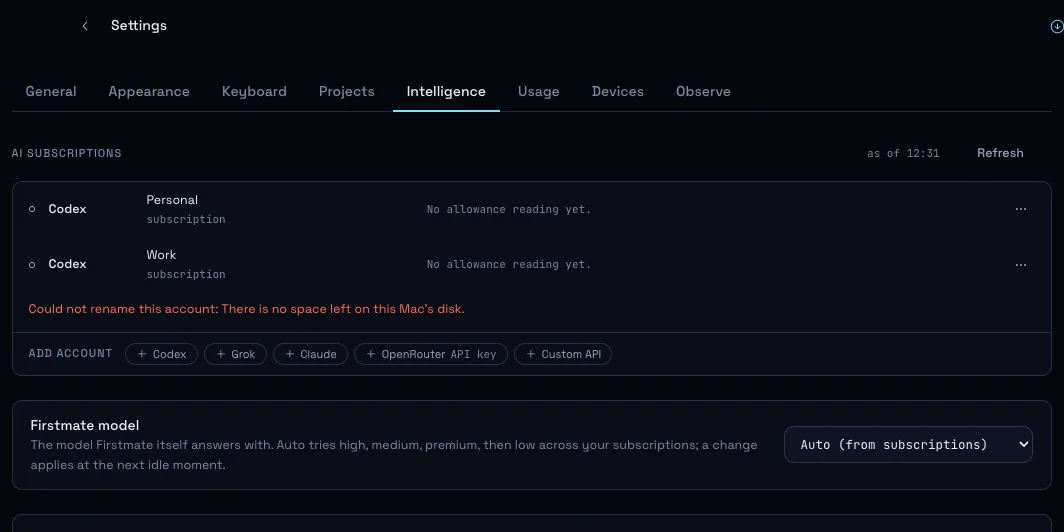 Settings
General Appearance Keyboard Projects Intelligence Usage Devices Observe
AI SUBSCRIPTIONS as of 12:31 Refresh
Codex Personal No allowance reading yet. ...
subscription
Codex Work No allowance reading yet. ...
subscription
Could not rename this account: There is no space left on this Mac's disk.
ADD ACCOUNT + Codex + Grok + Claude + OpenRouter API key + Custom API
Firstmate model
The model Firstmate itself answers with. Auto tries high, medium, premium, then low across your subscriptions; a change
applies at the next idle moment.
Auto (from subscriptions)